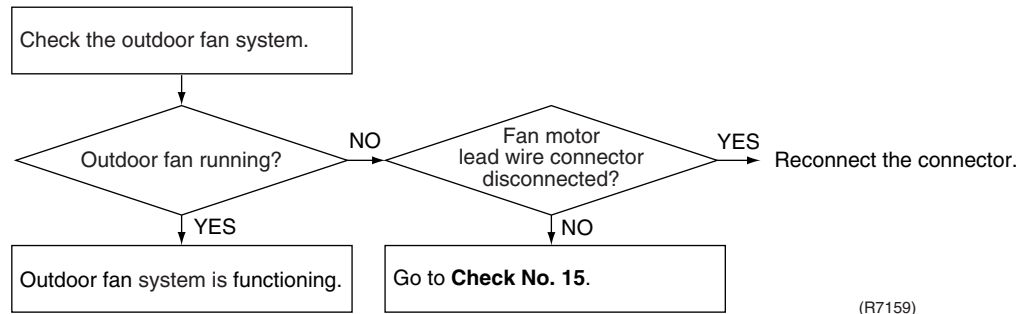 Check the outdoor fan system.
Outdoor fan running?
NO
Fan motor
lead wire connector
disconnected?
YES
Reconnect the connector.
YES
NO
Outdoor fan system is functioning.
Go to Check No. 15.
(R7159)